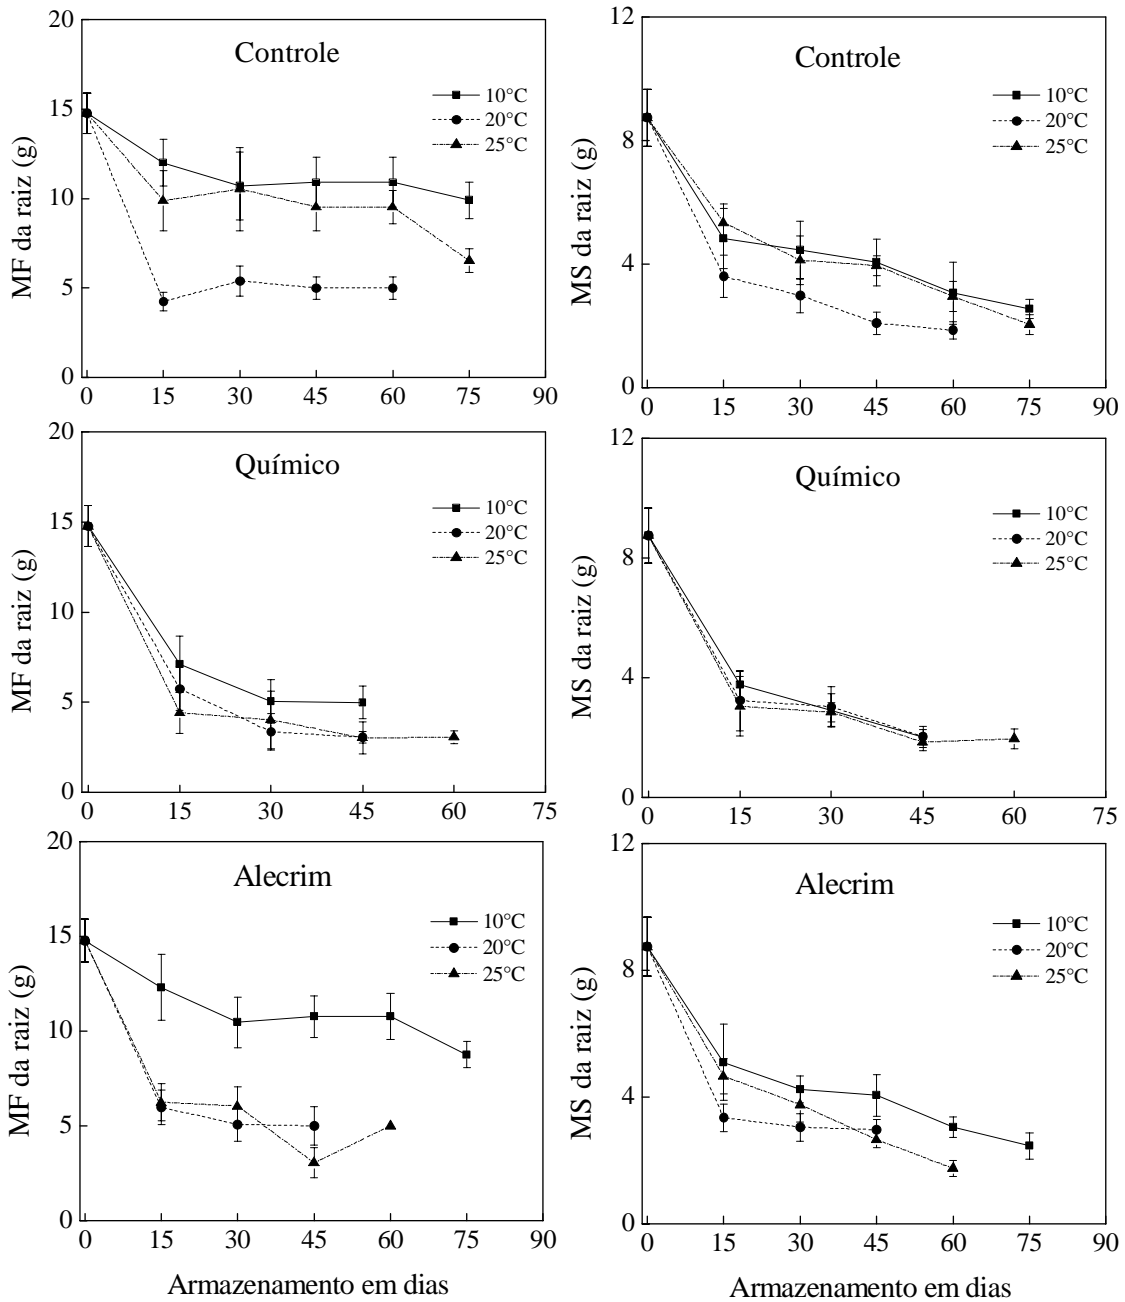 Controle
MF da raiz (g)
20
15
10
5
0
10°C
20°C
25°C
0 15 30 45 60 75 90
Controle
MS da raiz (g)
12
8
4
0
10°C
20°C
25°C
0 15 30 45 60 75 90
Químico
MF da raiz (g)
20
15
10
5
0
10°C
20°C
25°C
0 15 30 45 60 75
Químico
MS da raiz (g)
12
8
4
0
10°C
20°C
25°C
0 15 30 45 60 75
Alecrim
MF da raiz (g)
20
15
10
5
0
10°C
20°C
25°C
0 15 30 45 60 75 90
Armazenamento em dias
Alecrim
MS da raiz (g)
12
8
4
0
10°C
20°C
25°C
0 15 30 45 60 75 90
Armazenamento em dias